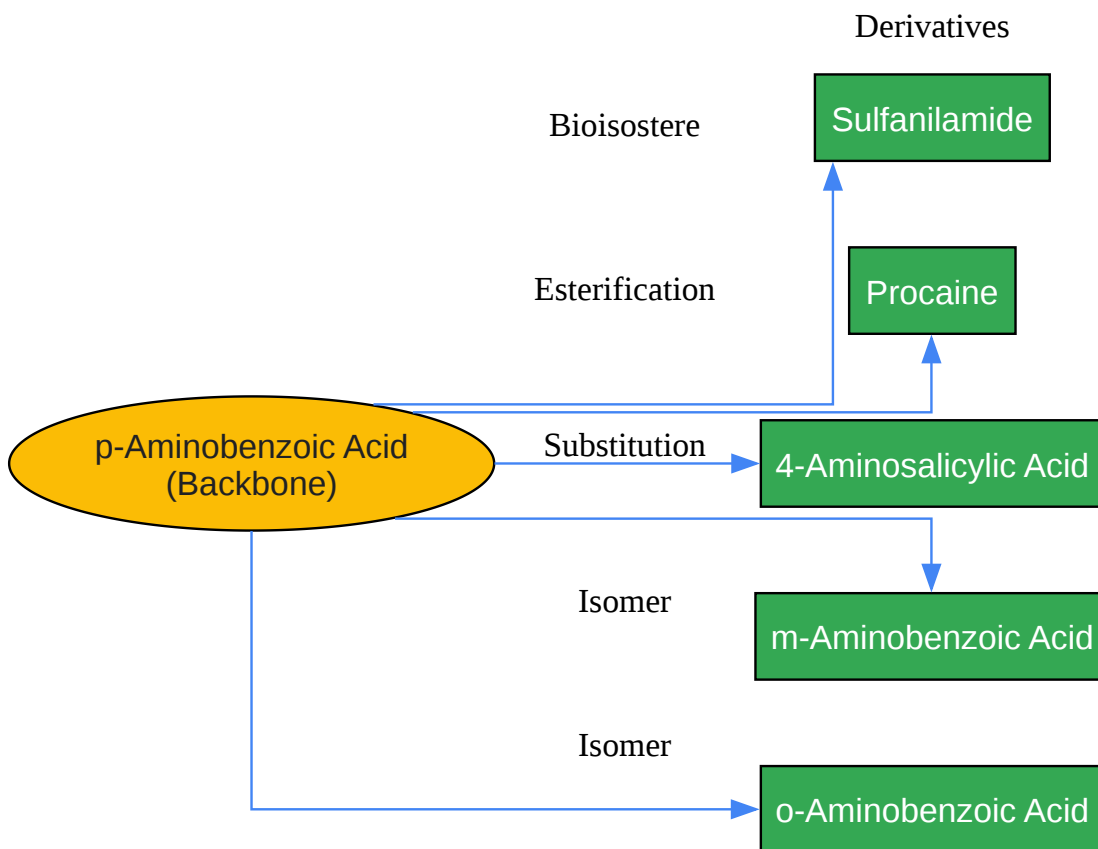 Derivatives
Bioisostere
Sulfanilamide
Esterification
Procaine
p-Aminobenzoic Acid
(Backbone)
Substitution
4-Aminosalicylic Acid
Isomer
m-Aminobenzoic Acid
Isomer
o-Aminobenzoic Acid